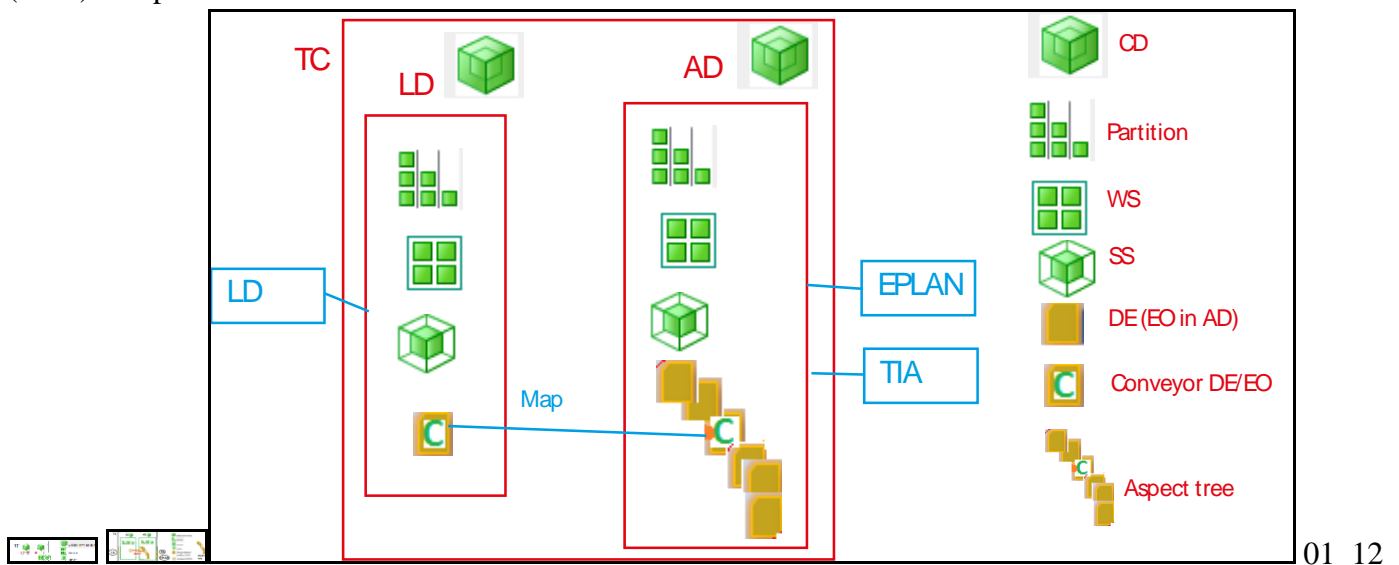 TC
LD
AD
CD
Partition
WS
SS
LD
EPLAN
DE (EO in AD)
TIA
Map
C
C
C
Conveyor DE/EO
C
Aspect tree
01 12